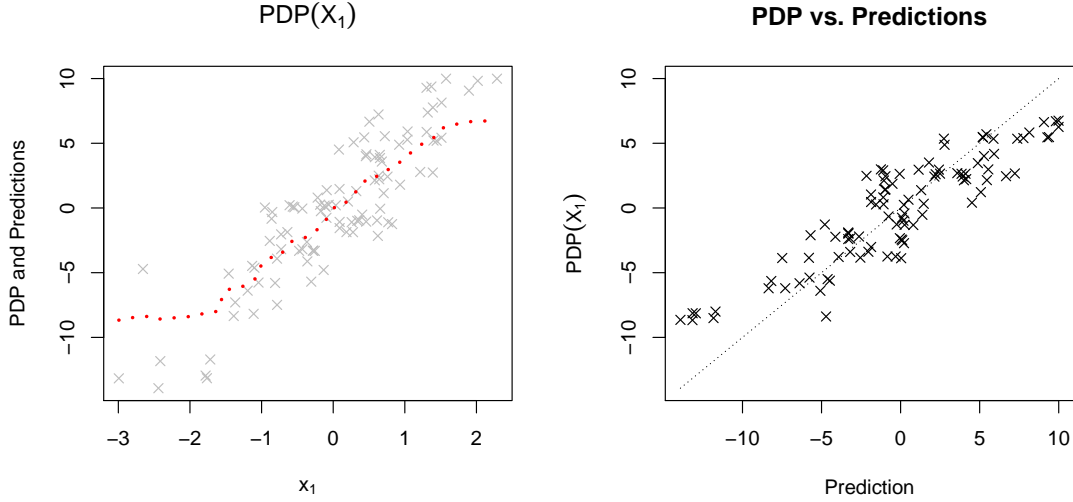 PDP(X₁)
PDP and Predictions
10
5
0
−5
−10
−3 −2 −1 0 1 2
x₁
PDP vs. Predictions
PDP(X₁)
10
5
0
−5
−10
−10 −5 0 5 10
Prediction